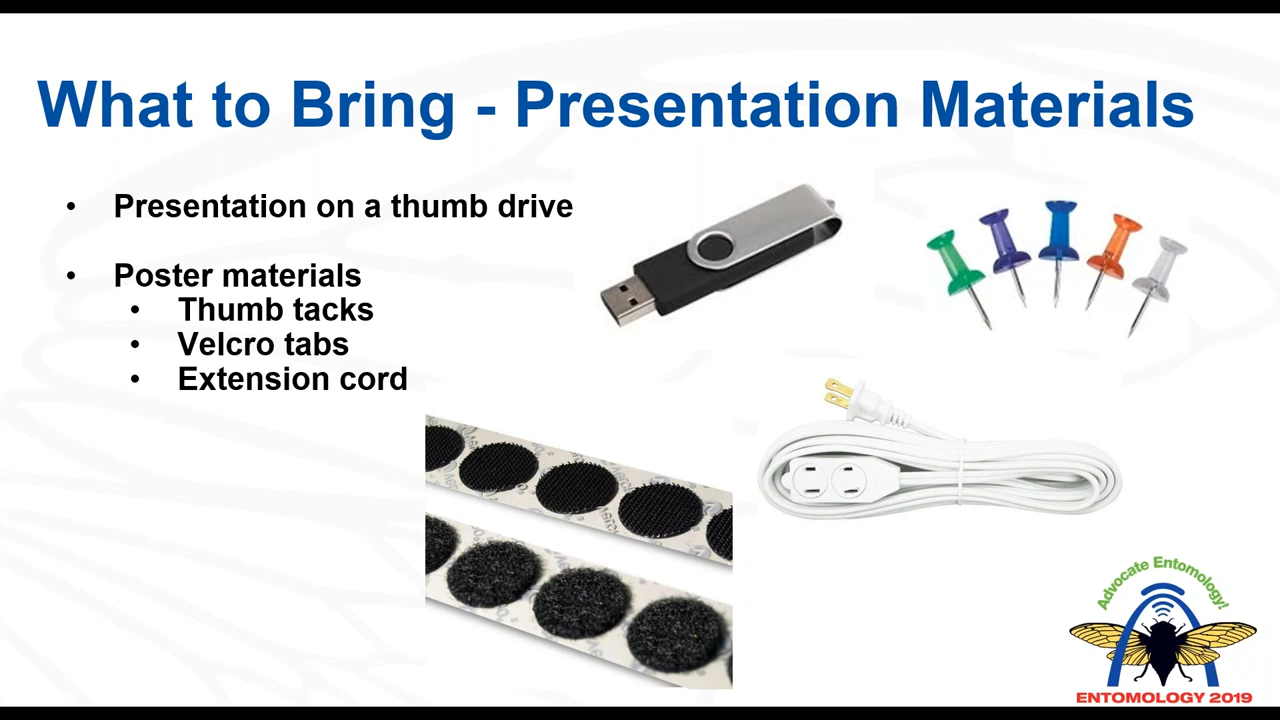 What to Bring - Presentation Materials
• Presentation on a thumb drive
• Poster materials
• Thumb tacks
• Velcro tabs
• Extension cord
Advocate Entomology!
ENTOMOLOGY 2019